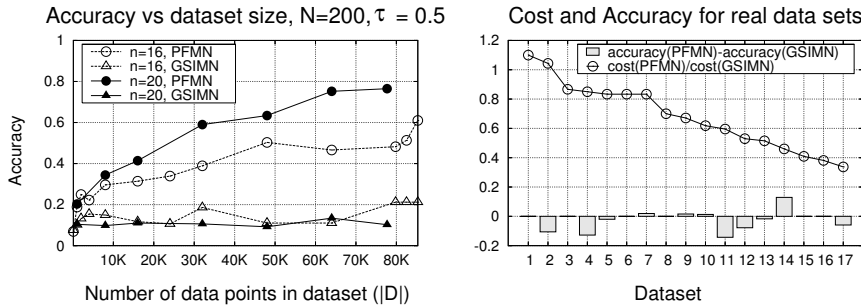 Accuracy vs dataset size, N=200, τ = 0.5
1
0.8
0.6
0.4
0.2
0
Accuracy
n=16, PFMN
n=16, GSIMN
n=20, PFMN
n=20, GSIMN
10K 20K 30K 40K 50K 60K 70K 80K
Number of data points in dataset (|D|)
Cost and Accuracy for real data sets
1.2
1
0.8
0.6
0.4
0.2
0
-0.2
accuracy(PFMN)-accuracy(GSIMN)
cost(PFMN)/cost(GSIMN)
1 2 3 4 5 6 7 8 9 10 11 12 13 14 15 16 17
Dataset